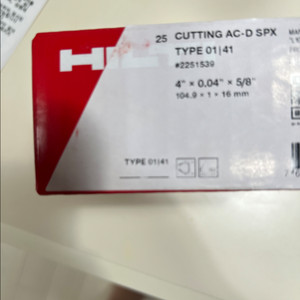 HILTI
25 CUTTING AC-D SPX
TYPE 01|41
#2251539
4" × 0.04" × 5/8"
104.9 × 1 × 16 mm
TYPE 01|41